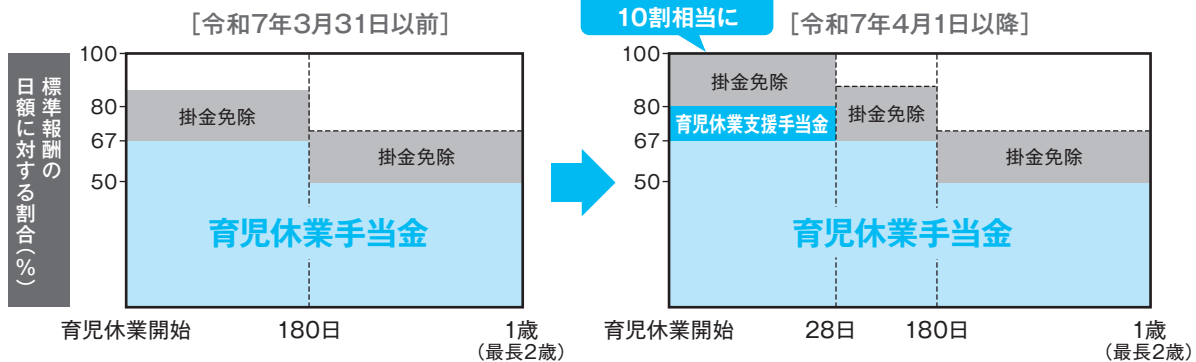 [令和7年3月31日以前]
標準報酬の
日額に対する割合(%)
100
80
67
50
掛金免除
掛金免除
育児休業手当金
育児休業開始
180日
1歳
(最長2歳)
10割相当に
[令和7年4月1日以降]
100
80
67
50
掛金免除
育児休業支援手当金
掛金免除
掛金免除
育児休業手当金
育児休業開始
28日
180日
1歳
(最長2歳)